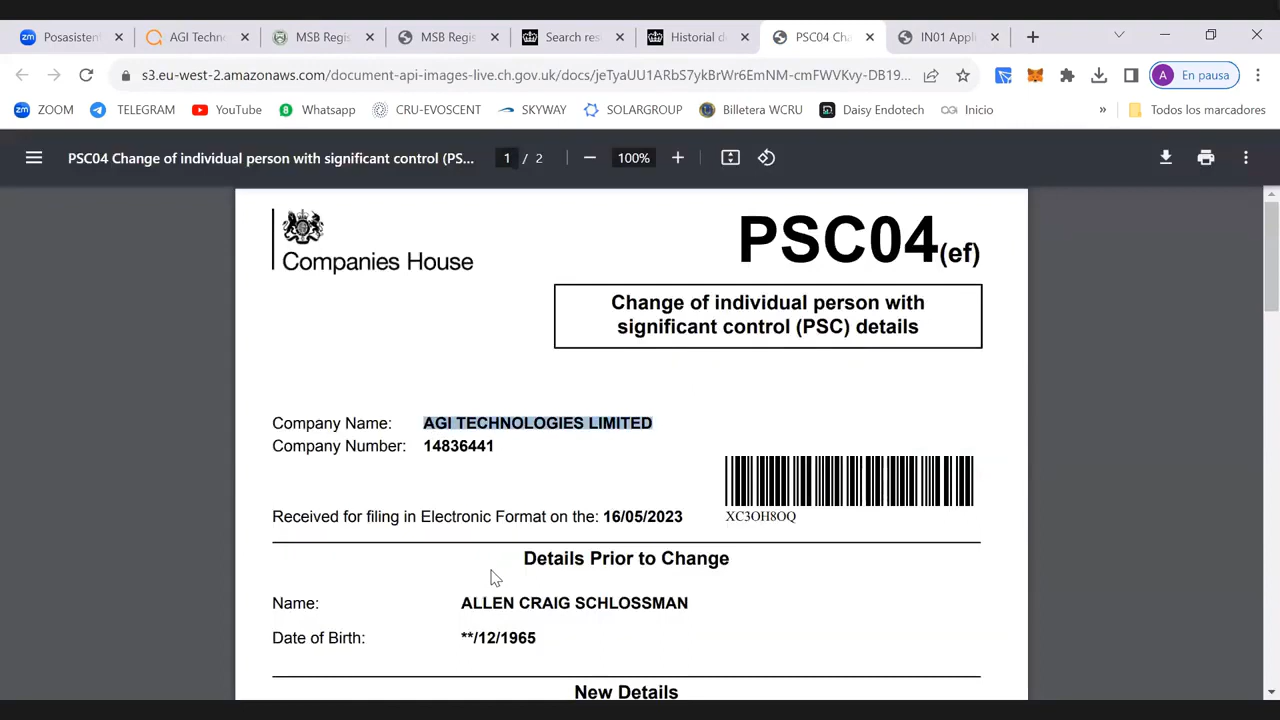 Posasistent
AGI Techno
MSB Regis
MSB Regis
Search res
Historial d
PSC04 Cha
IN01 Appli
s3.eu-west-2.amazonaws.com/document-api-images-live.ch.gov.uk/docs/jeTyaUU1ARbS7ykBrWr6EmNM-cmFWVKvy-DB19...
A En pausa
zm ZOOM
TELEGRAM
YouTube
Whatsapp
CRU-EVOSCENT
SKYWAY
SOLARGROUP
Billetera WCRU
Daisy Endotech
Inicio
»
Todos los marcadores
PSC04 Change of individual person with significant control (PS...
1 / 2
100%
Companies House
PSC04(ef)
Change of individual person with
significant control (PSC) details
Company Name: AGI TECHNOLOGIES LIMITED
Company Number: 14836441
XC3OH8OQ
Received for filing in Electronic Format on the: 16/05/2023
Details Prior to Change
Name: ALLEN CRAIG SCHLOSSMAN
Date of Birth: **/12/1965
New Details